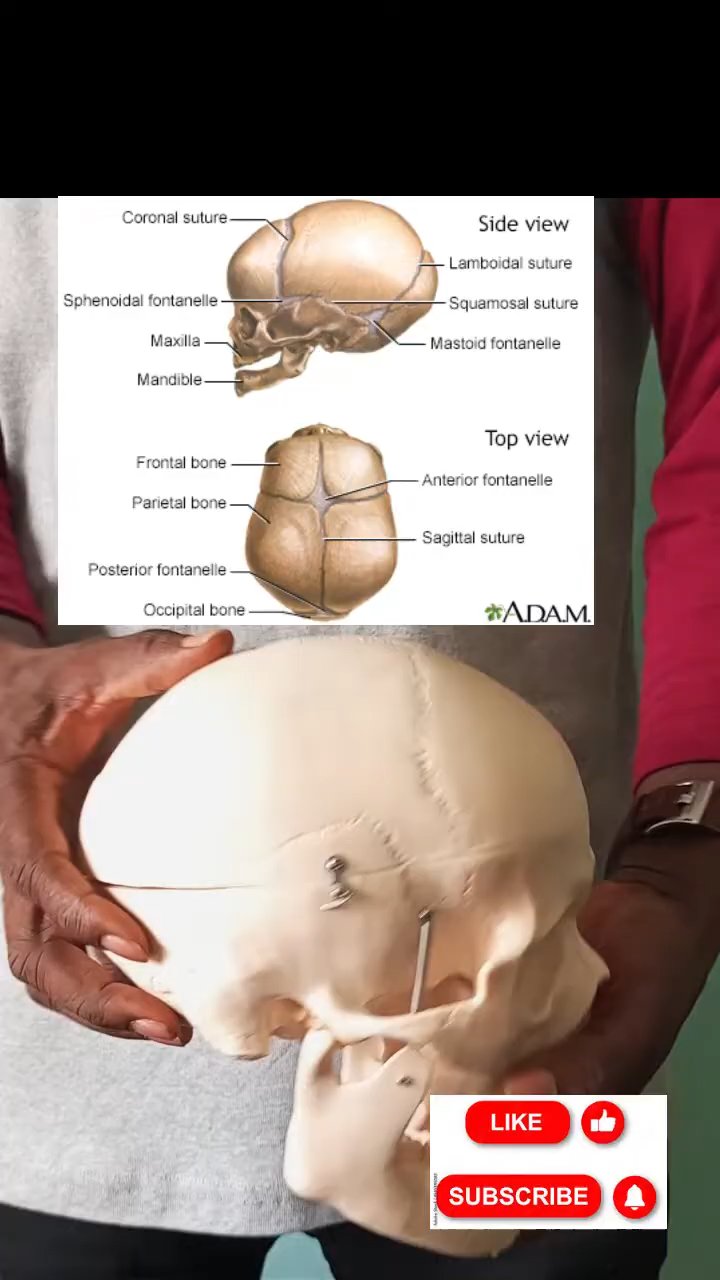 Side view
Coronal suture
Lamboidal suture
Sphenoidal fontanelle
Squamosal suture
Maxilla
Mastoid fontanelle
Mandible
Top view
Frontal bone
Anterior fontanelle
Parietal bone
Sagittal suture
Posterior fontanelle
Occipital bone
A.D.A.M.
LIKE
SUBSCRIBE